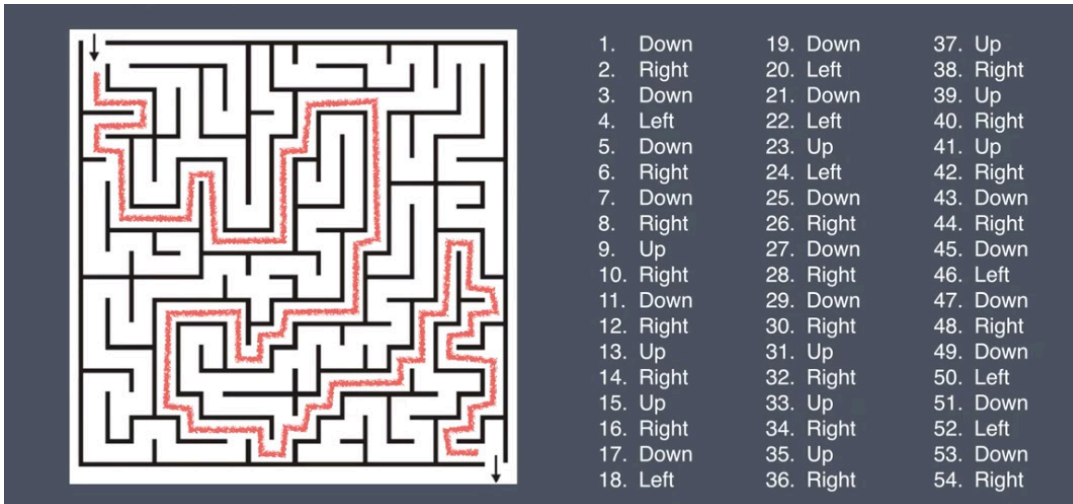 1. Down
2. Right
3. Down
4. Left
5. Down
6. Right
7. Down
8. Right
9. Up
10. Right
11. Down
12. Right
13. Up
14. Right
15. Up
16. Right
17. Down
18. Left
19. Down
20. Left
21. Down
22. Left
23. Up
24. Left
25. Down
26. Right
27. Down
28. Right
29. Down
30. Right
31. Up
32. Right
33. Up
34. Right
35. Up
36. Right
37. Up
38. Right
39. Up
40. Right
41. Up
42. Right
43. Down
44. Right
45. Down
46. Left
47. Down
48. Right
49. Down
50. Left
51. Down
52. Left
53. Down
54. Right